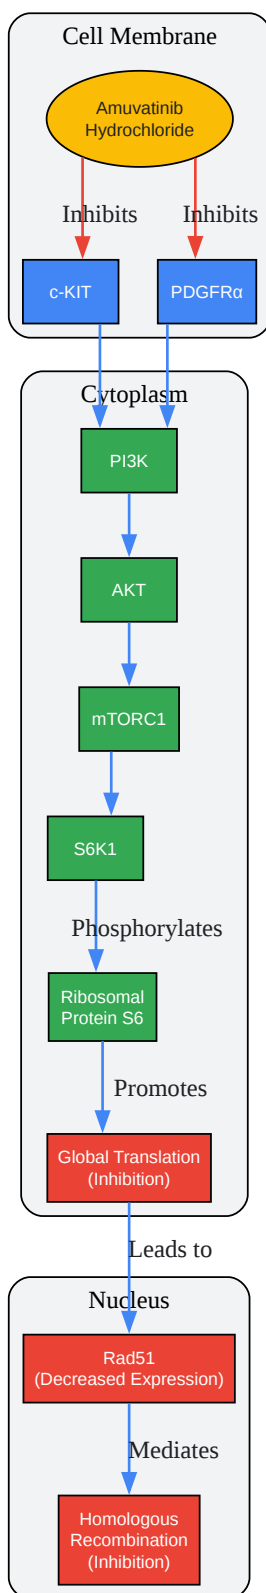 Cell Membrane
Amuvatinib
Hydrochloride
Inhibits
Inhibits
c-KIT
PDGFRα
Cytoplasm
PI3K
AKT
mTORC1
S6K1
Phosphorylates
Ribosomal
Protein S6
Promotes
Global Translation
(Inhibition)
Leads to
Nucleus
Rad51
(Decreased Expression)
Mediates
Homologous
Recombination
(Inhibition)